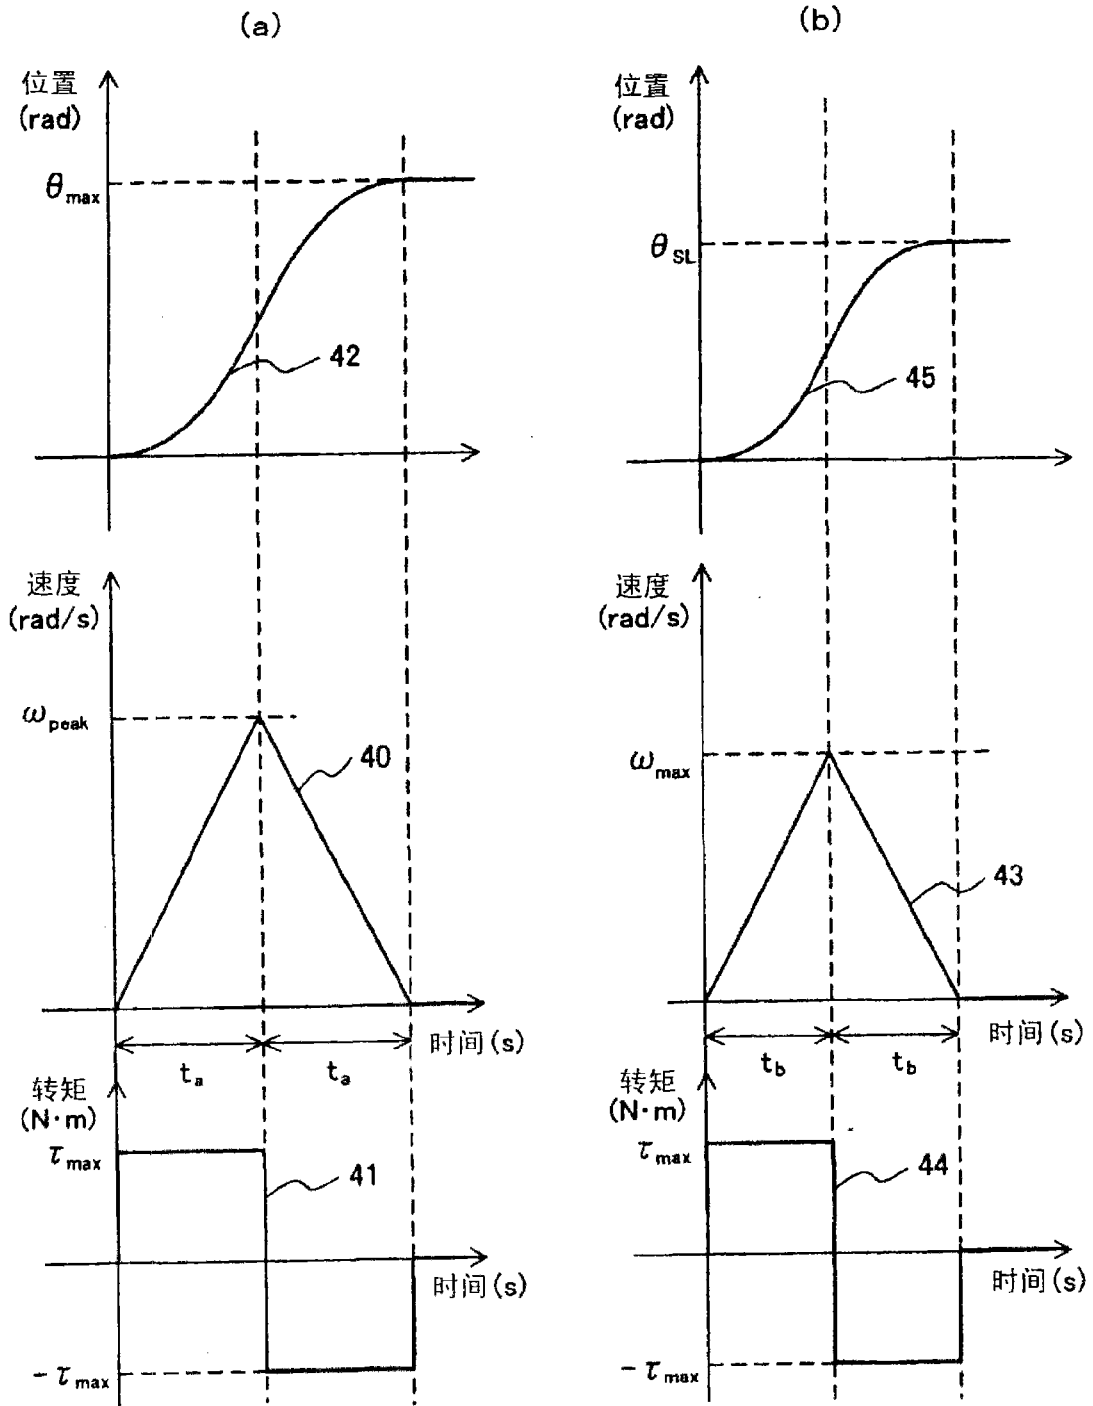 (a)
位置
(rad)
θmax
42
速度
(rad/s)
ωpeak
40
时间(s)
ta
ta
转矩
(N·m)
τmax
41
时间(s)
-τmax
(b)
位置
(rad)
θSL
45
速度
(rad/s)
ωmax
43
时间(s)
tb
tb
转矩
(N·m)
τmax
44
时间(s)
-τmax